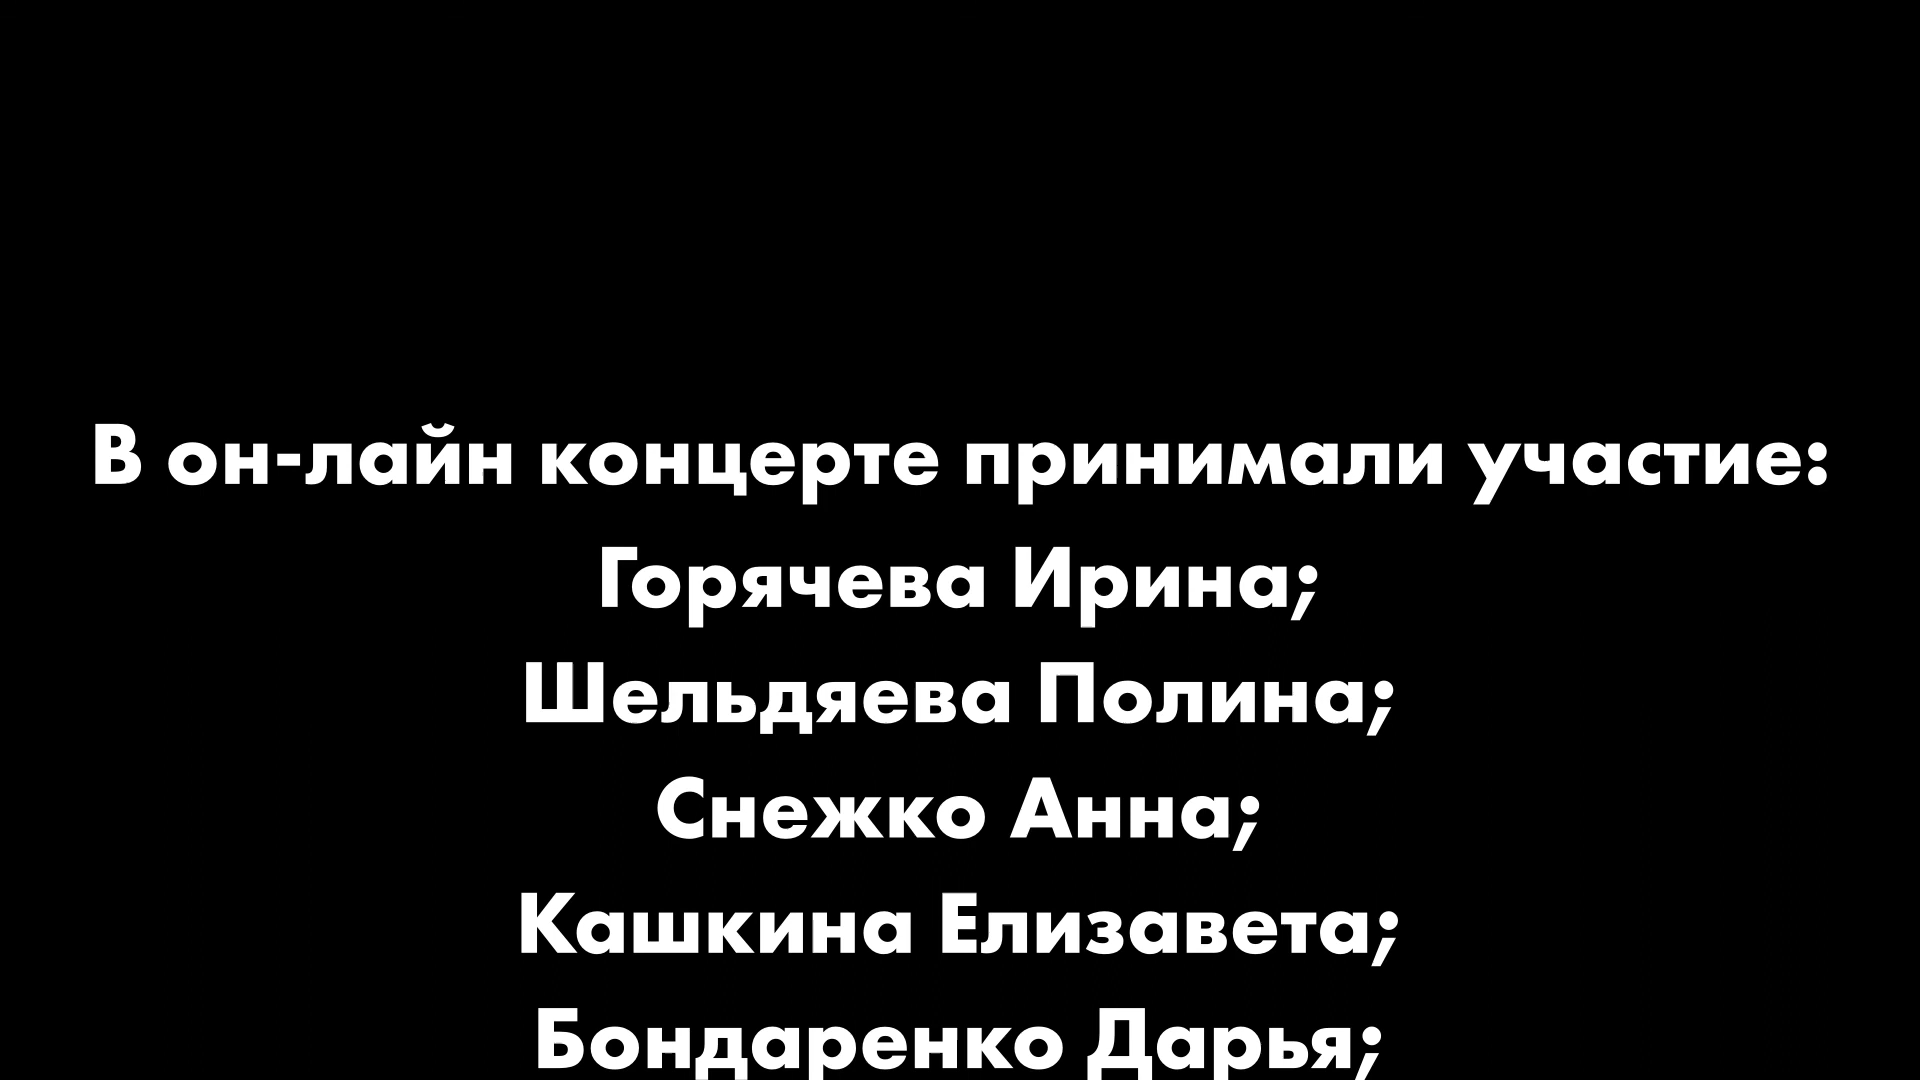 В он-лайн концерте принимали участие:
Горячева Ирина;
Шельдяева Полина;
Снежко Анна;
Кашкина Елизавета;
Бондаренко Дарья;